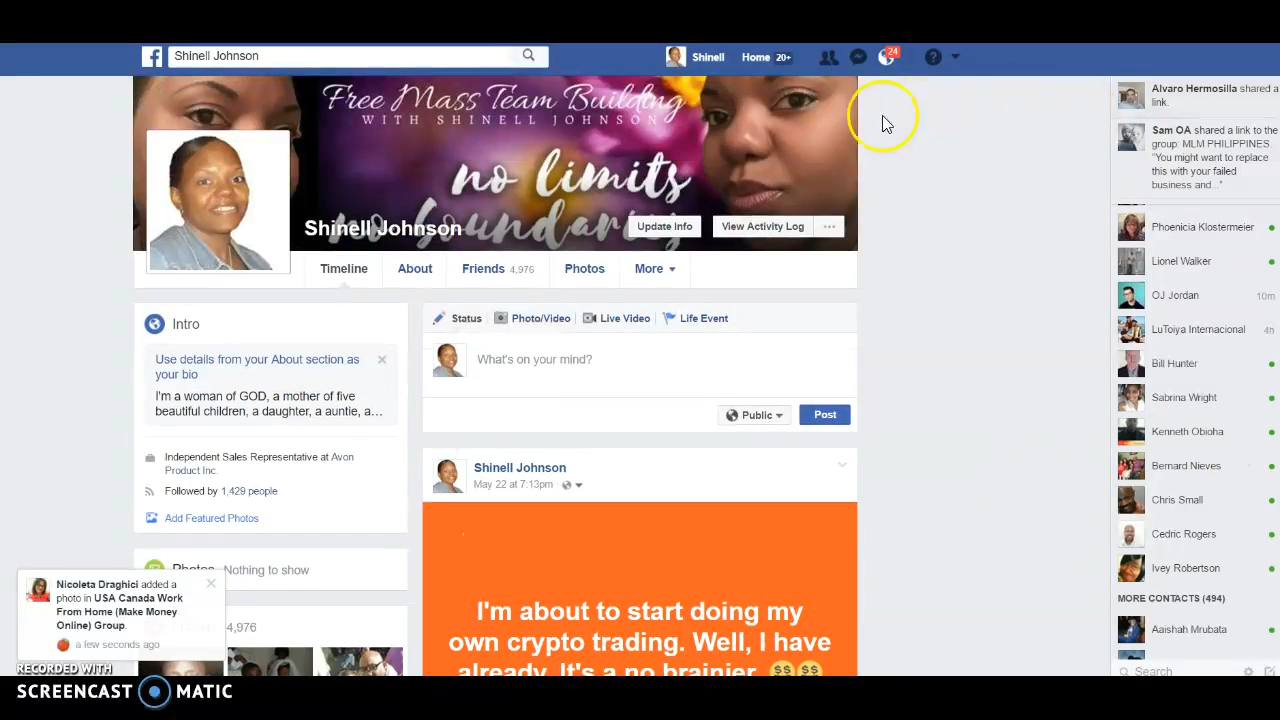 Shinell Johnson
Shinell
Home 20+
24
Free Mass Team Building
WITH SHINELL JOHNSON
no limits
no boundaries
Shinell Johnson
Update Info
View Activity Log
Timeline
About
Friends 4,976
Photos
More
Intro
Use details from your About section as
your bio
I'm a woman of GOD, a mother of five
beautiful children, a daughter, a auntie, a…
Independent Sales Representative at Avon
Product Inc.
Followed by 1,429 people
Add Featured Photos
Photos Nothing to show
4,976
Nicoleta Draghici added a
photo in USA Canada Work
From Home (Make Money
Online) Group.
a few seconds ago
RECORDED WITH
SCREENCAST MATIC
Status
Photo/Video
Live Video
Life Event
What's on your mind?
Public
Post
Shinell Johnson
May 22 at 7:13pm
I'm about to start doing my
own crypto trading. Well, I have
already. It's a no brainier.
Alvaro Hermosilla shared a
link.
Sam OA shared a link to the
group: MLM PHILIPPINES.
"You might want to replace
this with your failed
business and..."
Phoenicia Klostermeier
Lionel Walker
OJ Jordan 10m
LuToiya Internacional 4h
Bill Hunter
Sabrina Wright
Kenneth Obioha
Bernard Nieves
Chris Small
Cedric Rogers
Ivey Robertson
MORE CONTACTS (494)
Aaishah Mrubata
Search